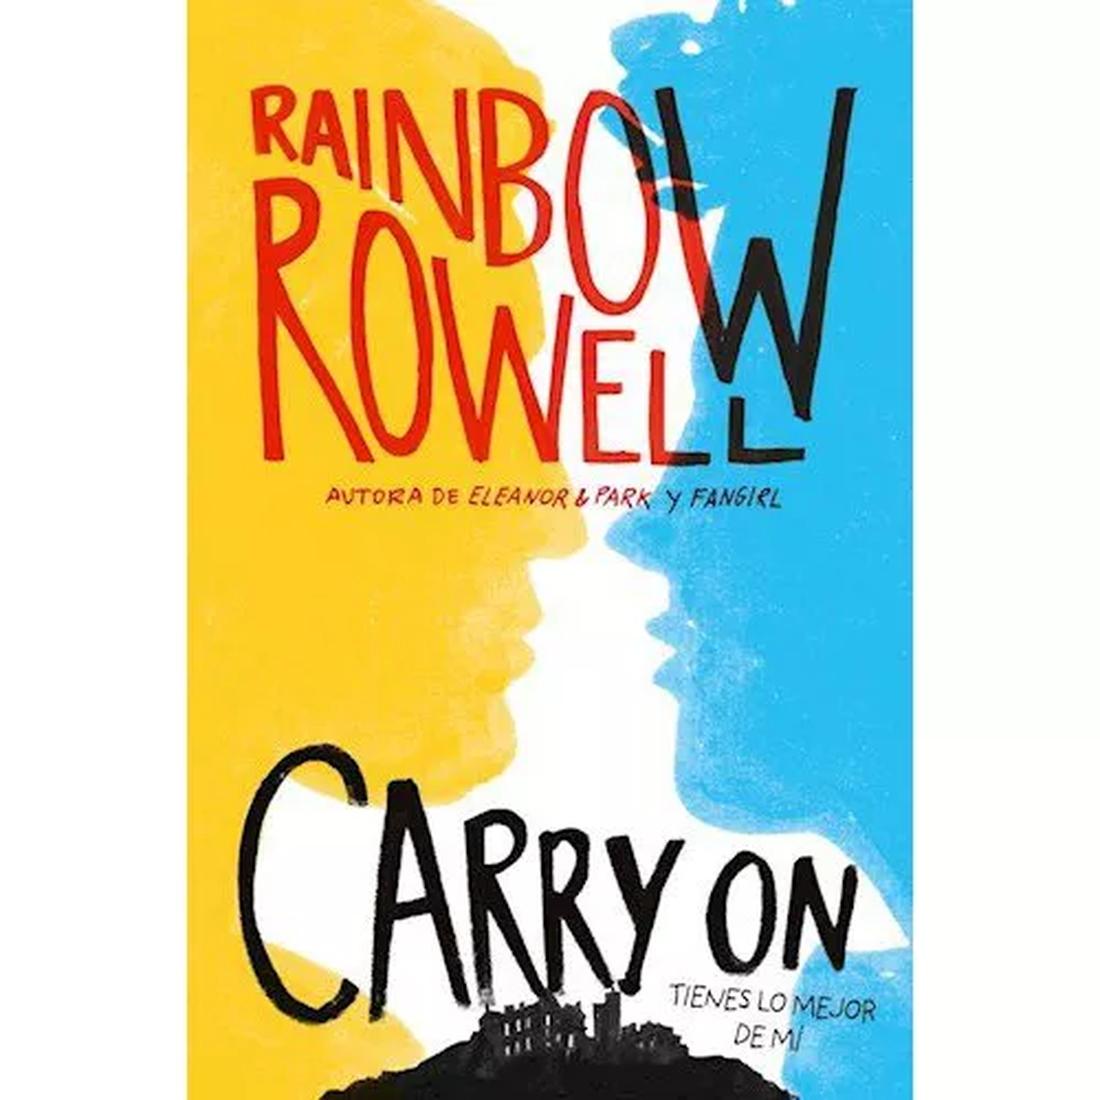 RAINBOW
ROWELL
AUTORA DE ELEANOR & PARK Y FANGIRL
CARRY ON
TIENES LO MEJOR
DE MÍ